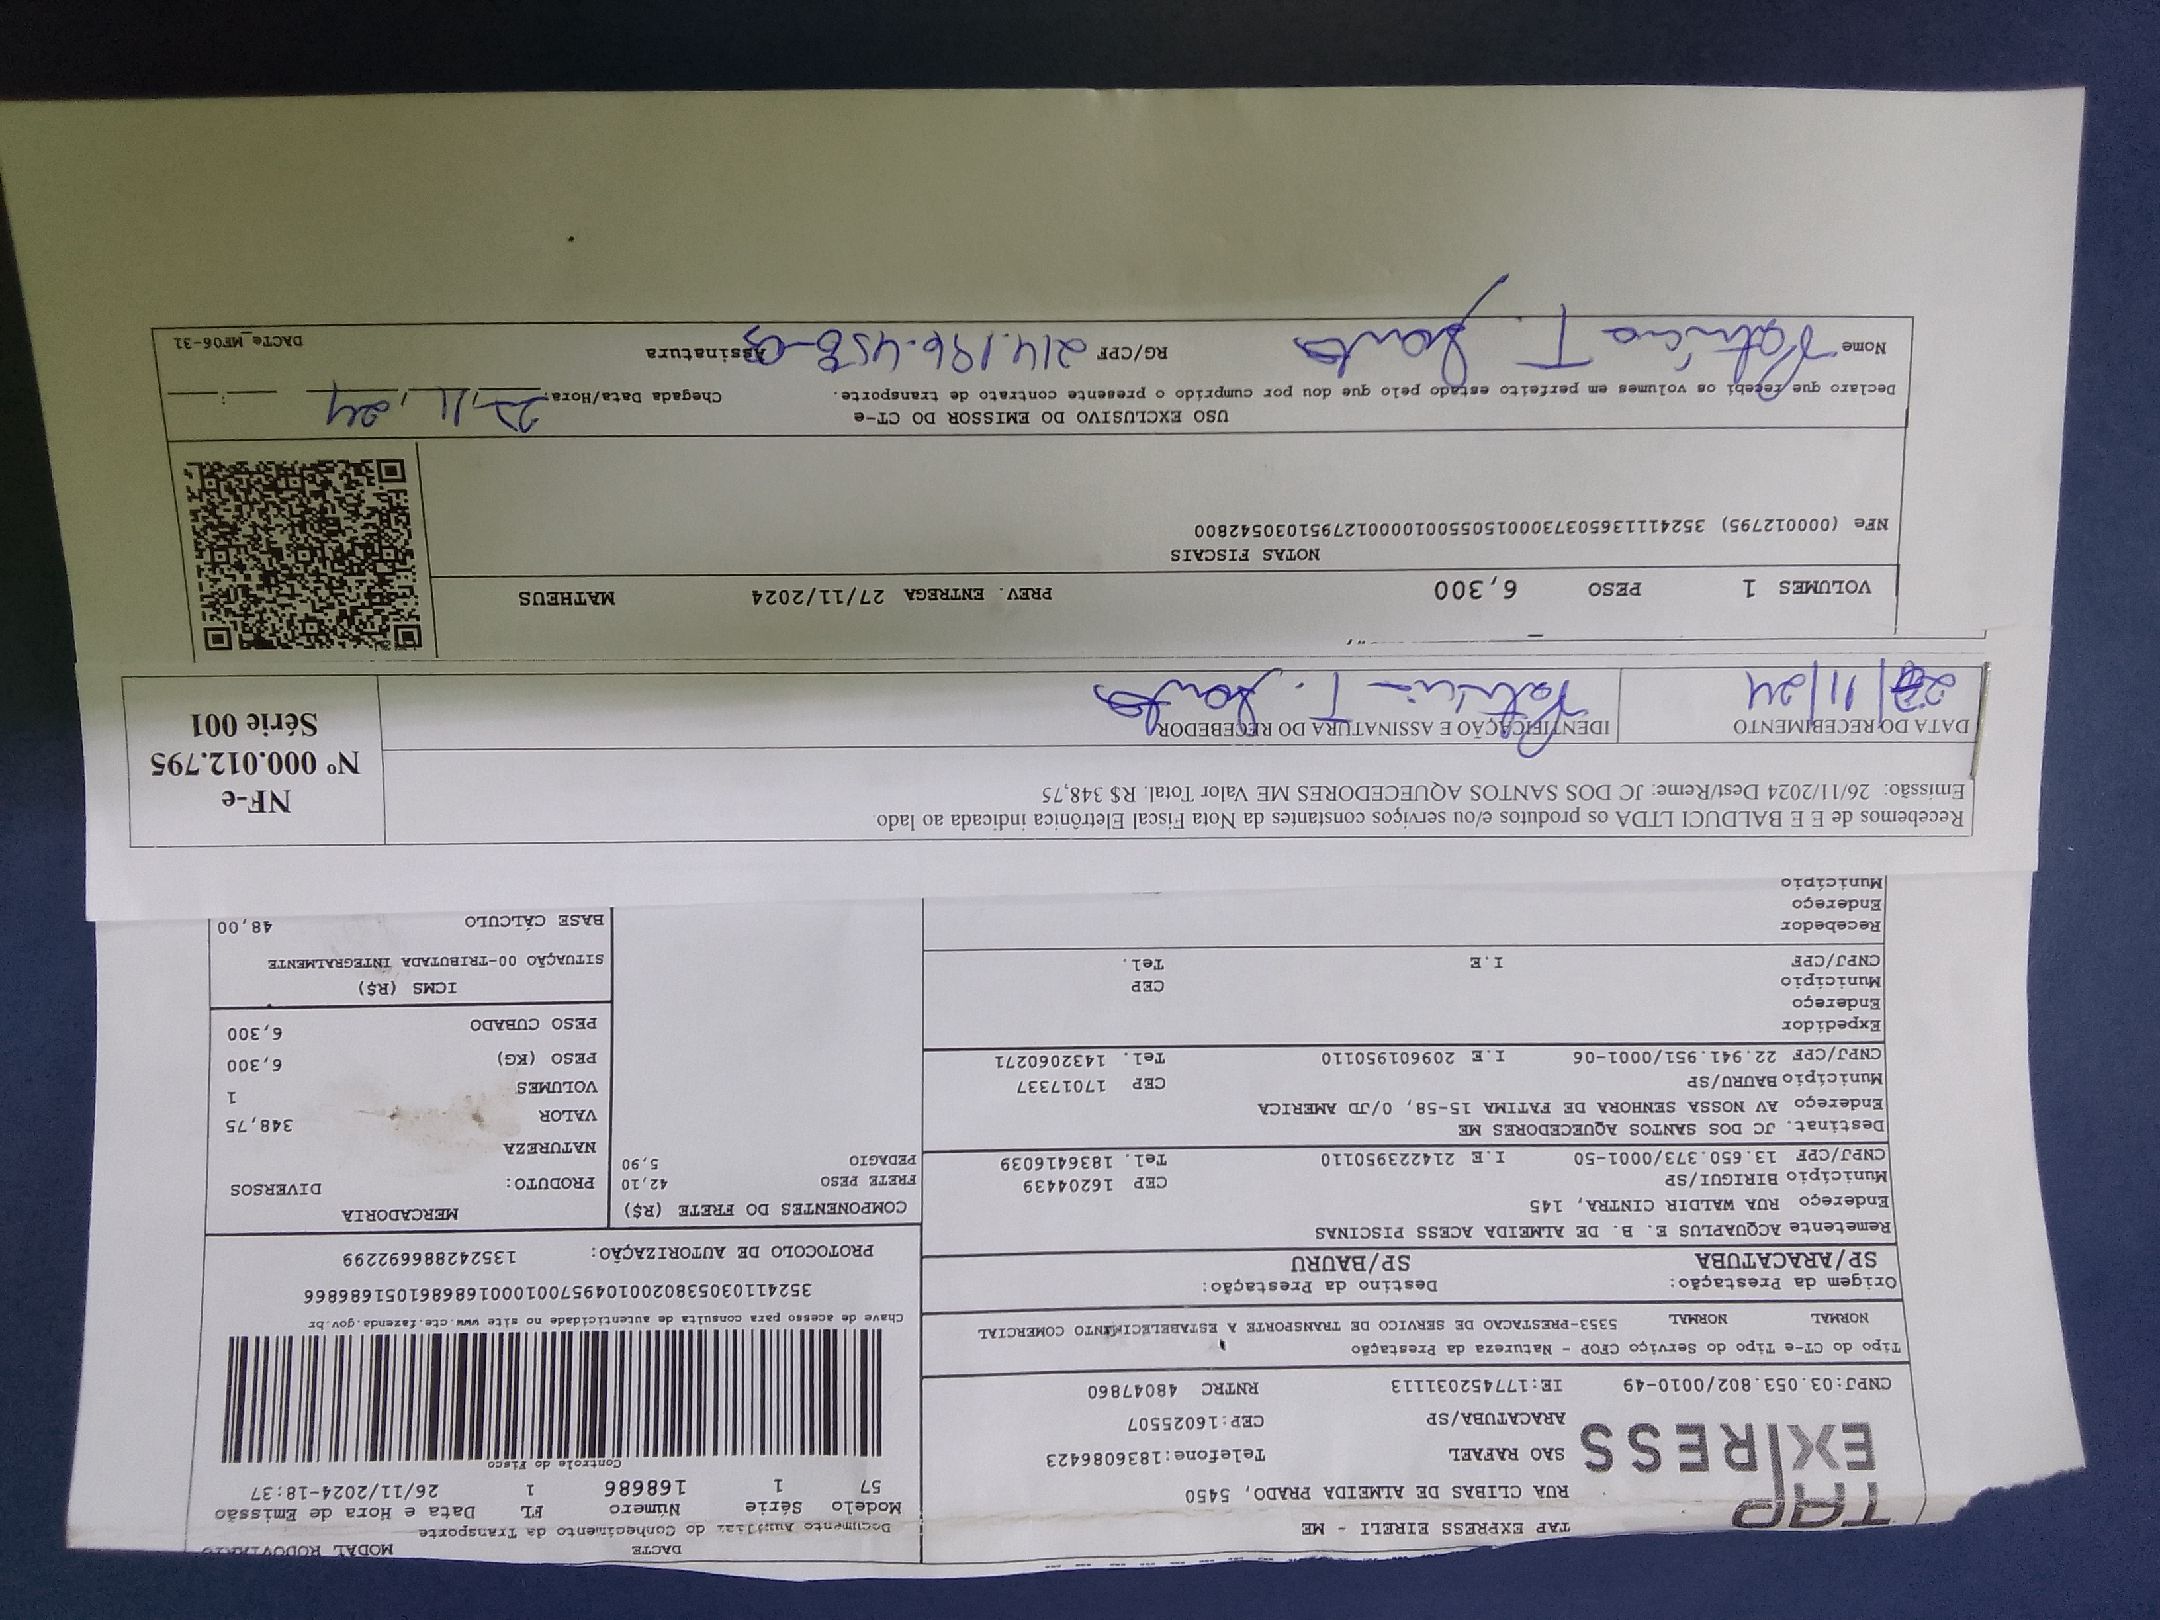 TAP EXPRESS
TAP EXPRESS EIRELI - ME
RUA CLIBAS DE ALMEIDA PRADO, 5450
SAO RAFAEL Telefone:1836086423
ARACATUBA/SP CEP:16025507
CNPJ:03.053.802/0010-49 IE:177452031113 RNTRC 48047860
DACTE MODAL RODOVIARIO
Documento Auxiliar do Conhecimento da Transporte
Modelo Série Número FL Data e Hora de Emissão
57 1 168686 1 26/11/2024-18:37
Controle do Fisco
Tipo do CT-e Tipo do Serviço CFOP - Natureza da Prestação
NORMAL NORMAL 5353-PRESTACAO DE SERVICO DE TRANSPORTE A ESTABELECIMENTO COMERCIAL
Chave de acesso para consulta de autenticidade no site www.cte.fazenda.gov.br
35241103053802001049570010001686861051686866
PROTOCOLO DE AUTORIZAÇÃO: 135242886692299
Origem da Prestação: Destino da Prestação:
SP/ARACATUBA SP/BAURU
Remetente ACQUAPLUS E. B. DE ALMEIDA ACESS PISCINAS
Endereço RUA WALDIR CINTRA, 145
Município BIRIGUI/SP CEP 16204439
CNPJ/CPF 13.650.373/0001-50 I.E 214223950110 Tel. 1836416039
Destinat. JC DOS SANTOS AQUECEDORES ME
Endereço AV NOSSA SENHORA DE FATIMA 15-58, 0/JD AMERICA
Município BAURU/SP CEP 17017337
CNPJ/CPF 22.941.951/0001-06 I.E 209601950110 Tel. 1432060271
Expedidor
Endereço
Município CEP
CNPJ/CPF I.E Tel.
Recebedor
Endereço
Município
COMPONENTES DO FRETE (R$)
FRETE PESO 42,10
PEDAGIO 5,90
MERCADORIA
PRODUTO: DIVERSOS
NATUREZA
VALOR 348,75
VOLUMES 1
PESO (KG) 6,300
PESO CUBADO 6,300
ICMS (R$)
SITUAÇÃO 00-TRIBUTADA INTEGRALMENTE
BASE CÁLCULO 48,00
Recebemos de E E BALDUCI LTDA os produtos e/ou serviços constantes da Nota Fiscal Eletrônica indicada ao lado
Emissão: 26/11/2024 Dest/Reme: JC DOS SANTOS AQUECEDORES ME Valor Total. R$ 348,75
DATA DO RECEBIMENTO IDENTIFICAÇÃO E ASSINATURA DO RECEBEDOR
27/11/24 Patrícia T. Santos
NF-e
Nº 000.012.795
Série 001
VOLUMES 1 PESO 6,300 PREV. ENTREGA 27/11/2024 MATHEUS
NOTAS FISCAIS
NFe (000012795) 35241113650373000150550010000127951030542800
USO EXCLUSIVO DO EMISSOR DO CT-e
Declaro que recebi os volumes em perfeito estado pelo que dou por cumprido o presente contrato de transporte. Chegada Data/Hora: 27,11,24 __:__
Nome Patrícia T. Santos RG/CPF 214.196.458-03 Assinatura
DACTe_MF06-31